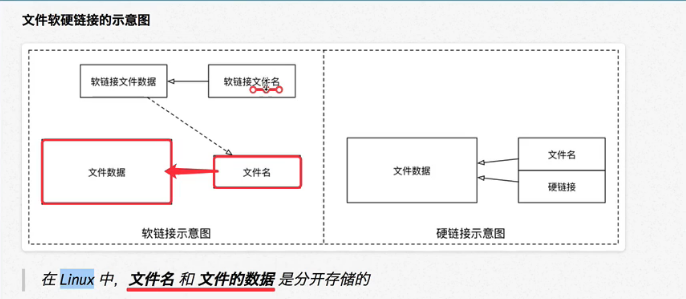 文件软硬链接的示意图
软链接文件数据
软链接文件名
文件数据
文件名
软链接示意图
文件数据
文件名
硬链接
硬链接示意图
在 Linux 中，文件名 和 文件的数据 是分开存储的